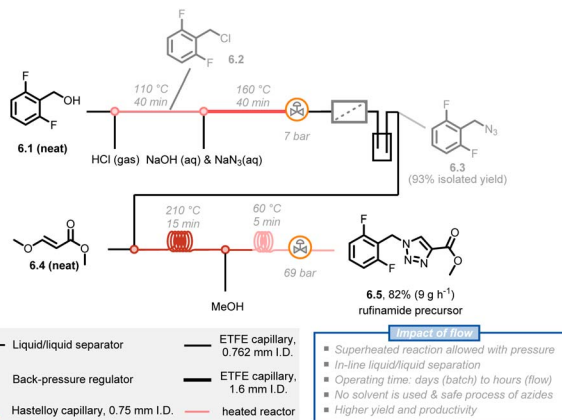 F
Cl
F
6.2
110 °C
40 min
160 °C
40 min
F
OH
F
6.1 (neat)
7 bar
HCl (gas)
NaOH (aq) & NaN3(aq)
F
N3
F
6.3
(93% isolated yield)
210 °C
15 min
60 °C
5 min
O
O
O
6.4 (neat)
69 bar
MeOH
F
F
N
N
N
O
O
6.5, 82% (9 g h-1)
rufinamide precursor
Liquid/liquid separator
ETFE capillary,
0.762 mm I.D.
Back-pressure regulator
ETFE capillary,
1.6 mm I.D.
Hastelloy capillary, 0.75 mm I.D.
heated reactor
Impact of flow
▪ Superheated reaction allowed with pressure
▪ In-line liquid/liquid separation
▪ Operating time: days (batch) to hours (flow)
▪ No solvent is used & safe process of azides
▪ Higher yield and productivity